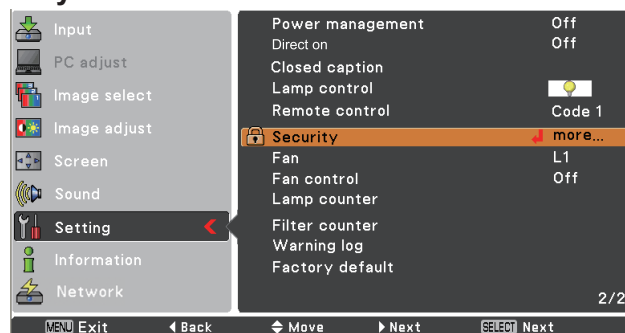 Input
PC adjust
Image select
Image adjust
Screen
Sound
Setting
Information
Network
Power management Off
Direct on Off
Closed caption
Lamp control
Remote control Code 1
Security more...
Fan L1
Fan control Off
Lamp counter
Filter counter
Warning log
Factory default
2/2
MENU Exit Back Move Next SELECT Next